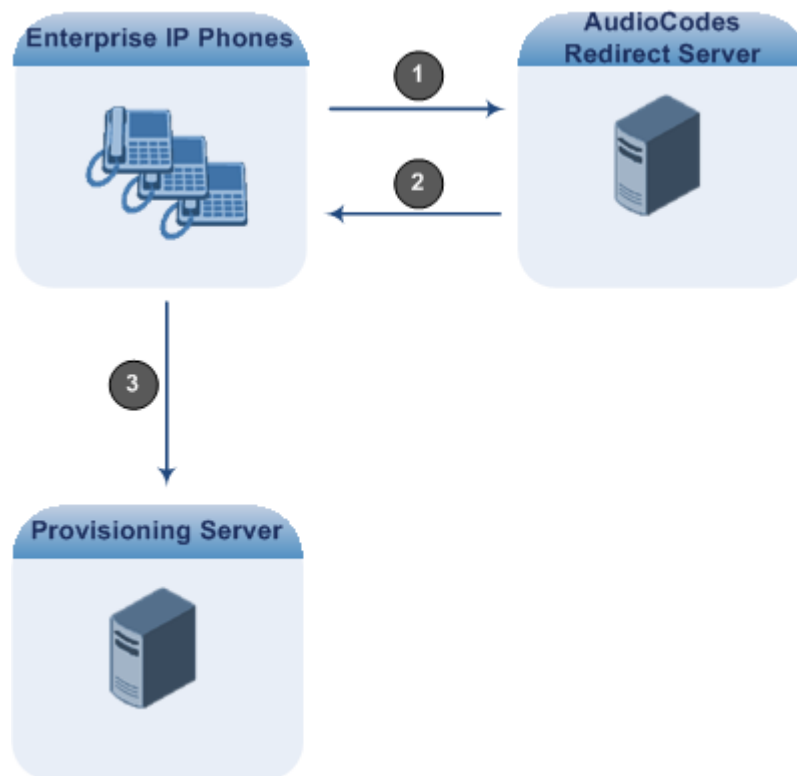 Enterprise IP Phones
AudioCodes
Redirect Server
1
2
3
Provisioning Server